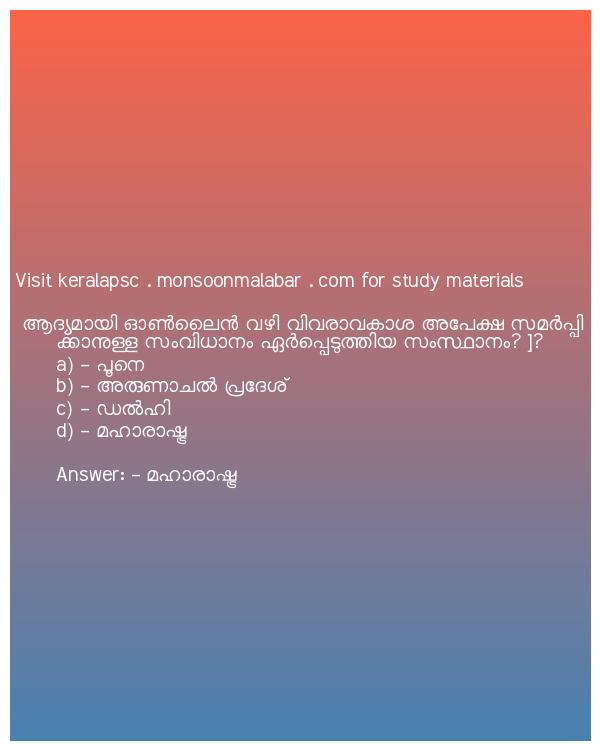 Visit keralapsc . monsoonmalabar . com for study materials
ആദ്യമായി ഓൺലൈൻ വഴി വിവരാവകാശ അപേക്ഷ സമർപ്പി
ക്കാനുള്ള സംവിധാനം ഏർപ്പെടുത്തിയ സംസ്ഥാനം? ]?
a) – പൂനെ
b) – അരുണാചൽ പ്രദേശ്
c) – ഡൽഹി
d) – മഹാരാഷ്ട്ര
Answer: – മഹാരാഷ്ട്ര